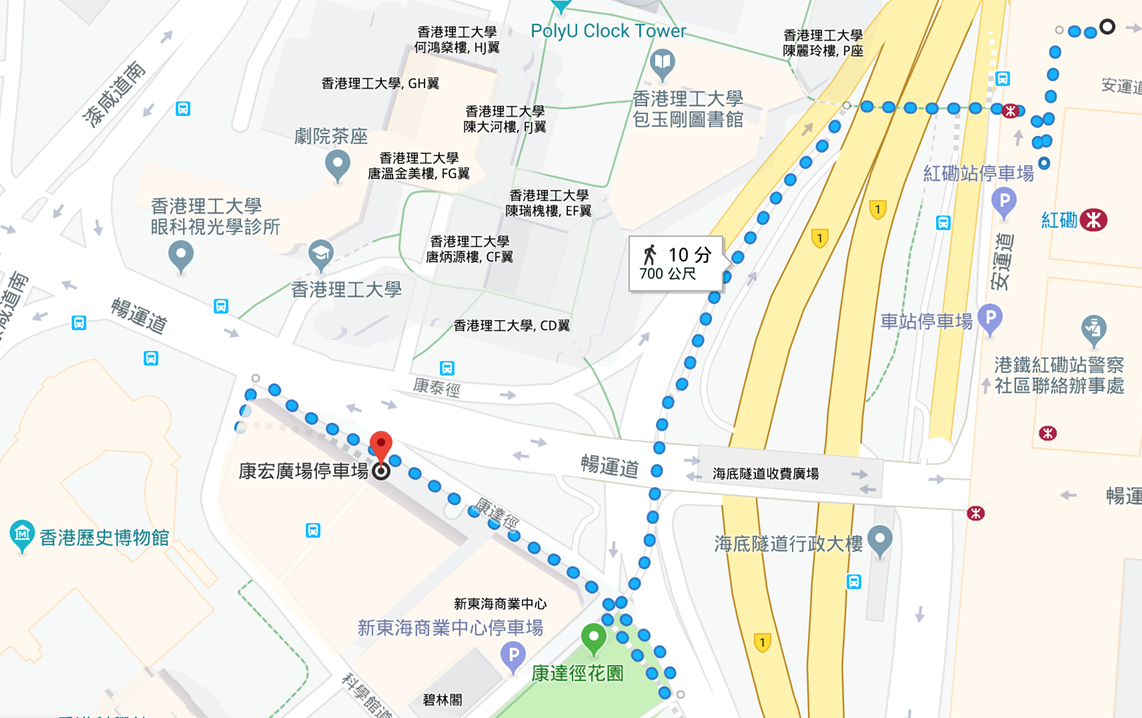 香港理工大學
何鴻燊樓, HJ翼
PolyU Clock Tower
香港理工大學
陳麗玲樓, P座
漆咸道南
香港理工大學, GH翼
香港理工大學
包玉剛圖書館
安運道
香港理工大學
陳大河樓, FJ翼
劇院茶座
香港理工大學
唐溫金美樓, FG翼
紅磡站停車場
香港理工大學
眼科視光學診所
香港理工大學
陳瑞槐樓, EF翼
1
1
紅磡
香港理工大學
唐炳源樓, CF翼
10 分
700 公尺
安運道
香港理工大學
漆咸道南
暢運道
香港理工大學, CD翼
車站停車場
港鐵紅磡站警察
社區聯絡辦事處
康泰徑
康宏廣場停車場
暢運道
海底隧道收費廣場
暢運
康達徑
香港歷史博物館
海底隧道行政大樓
新東海商業中心
新東海商業中心停車場
1
康達徑花園
科學館道
碧林閣